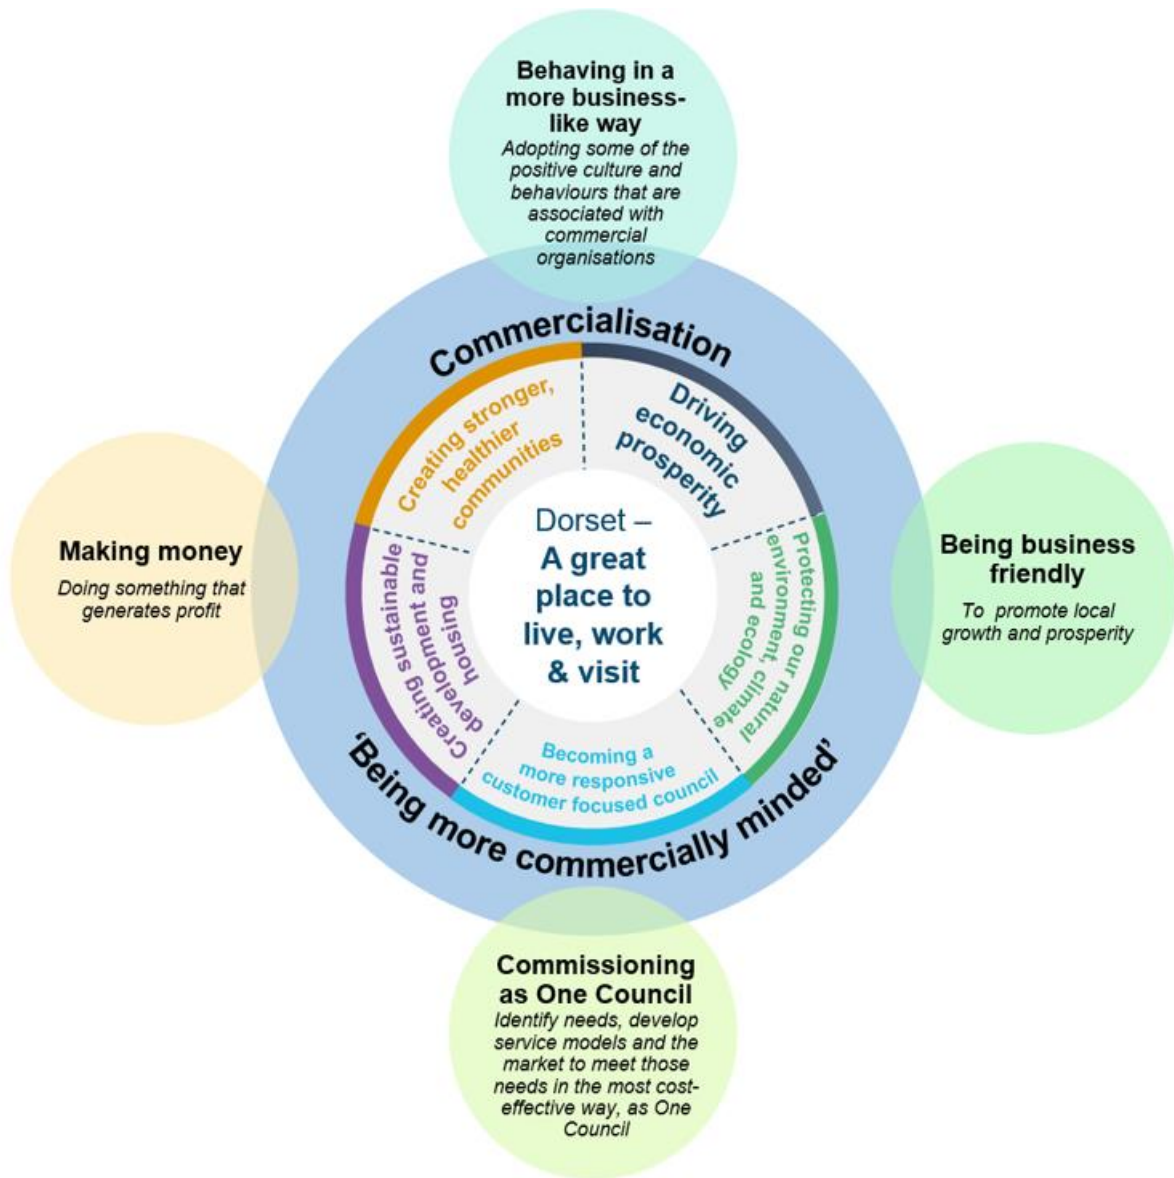 Behaving in a
more business-
like way
Adopting some of the
positive culture and
behaviours that are
associated with
commercial
organisations
Commercialisation
Creating stronger,
healthier
communities
Driving
economic
prosperity
Making money
Doing something that
generates profit
Dorset –
A great
place to
live, work
& visit
Being business
friendly
To promote local
growth and prosperity
Creating sustainable
development and
housing
Protecting our natural
environment, climate
and ecology
Becoming a
more responsive
customer focused council
‘Being more commercially minded’
Commissioning
as One Council
Identify needs, develop
service models and the
market to meet those
needs in the most cost-
effective way, as One
Council